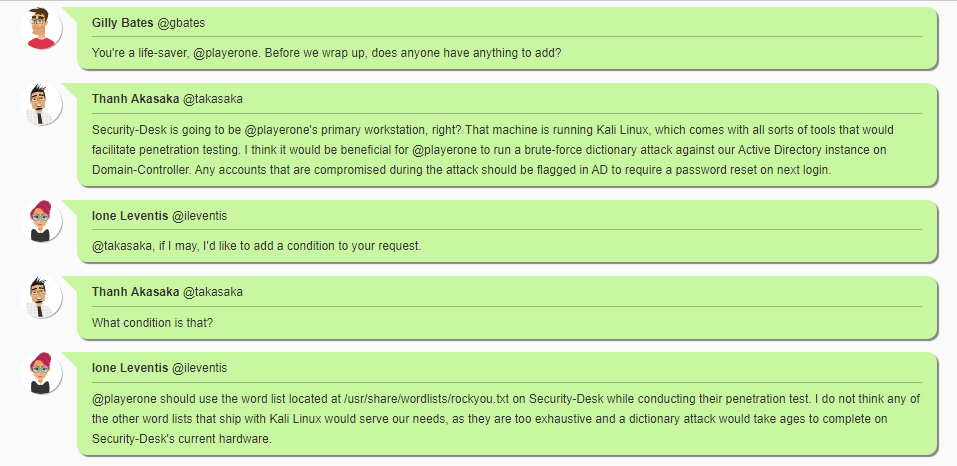 Gilly Bates @gbates
You're a life-saver, @playerone. Before we wrap up, does anyone have anything to add?
Thanh Akasaka @takasaka
Security-Desk is going to be @playerone's primary workstation, right? That machine is running Kali Linux, which comes with all sorts of tools that would
facilitate penetration testing. I think it would be beneficial for @playerone to run a brute-force dictionary attack against our Active Directory instance on
Domain-Controller. Any accounts that are compromised during the attack should be flagged in AD to require a password reset on next login.
Ione Leventis @ileventis
@takasaka, if I may, I'd like to add a condition to your request.
Thanh Akasaka @takasaka
What condition is that?
Ione Leventis @ileventis
@playerone should use the word list located at /usr/share/wordlists/rockyou.txt on Security-Desk while conducting their penetration test. I do not think any of
the other word lists that ship with Kali Linux would serve our needs, as they are too exhaustive and a dictionary attack would take ages to complete on
Security-Desk's current hardware.